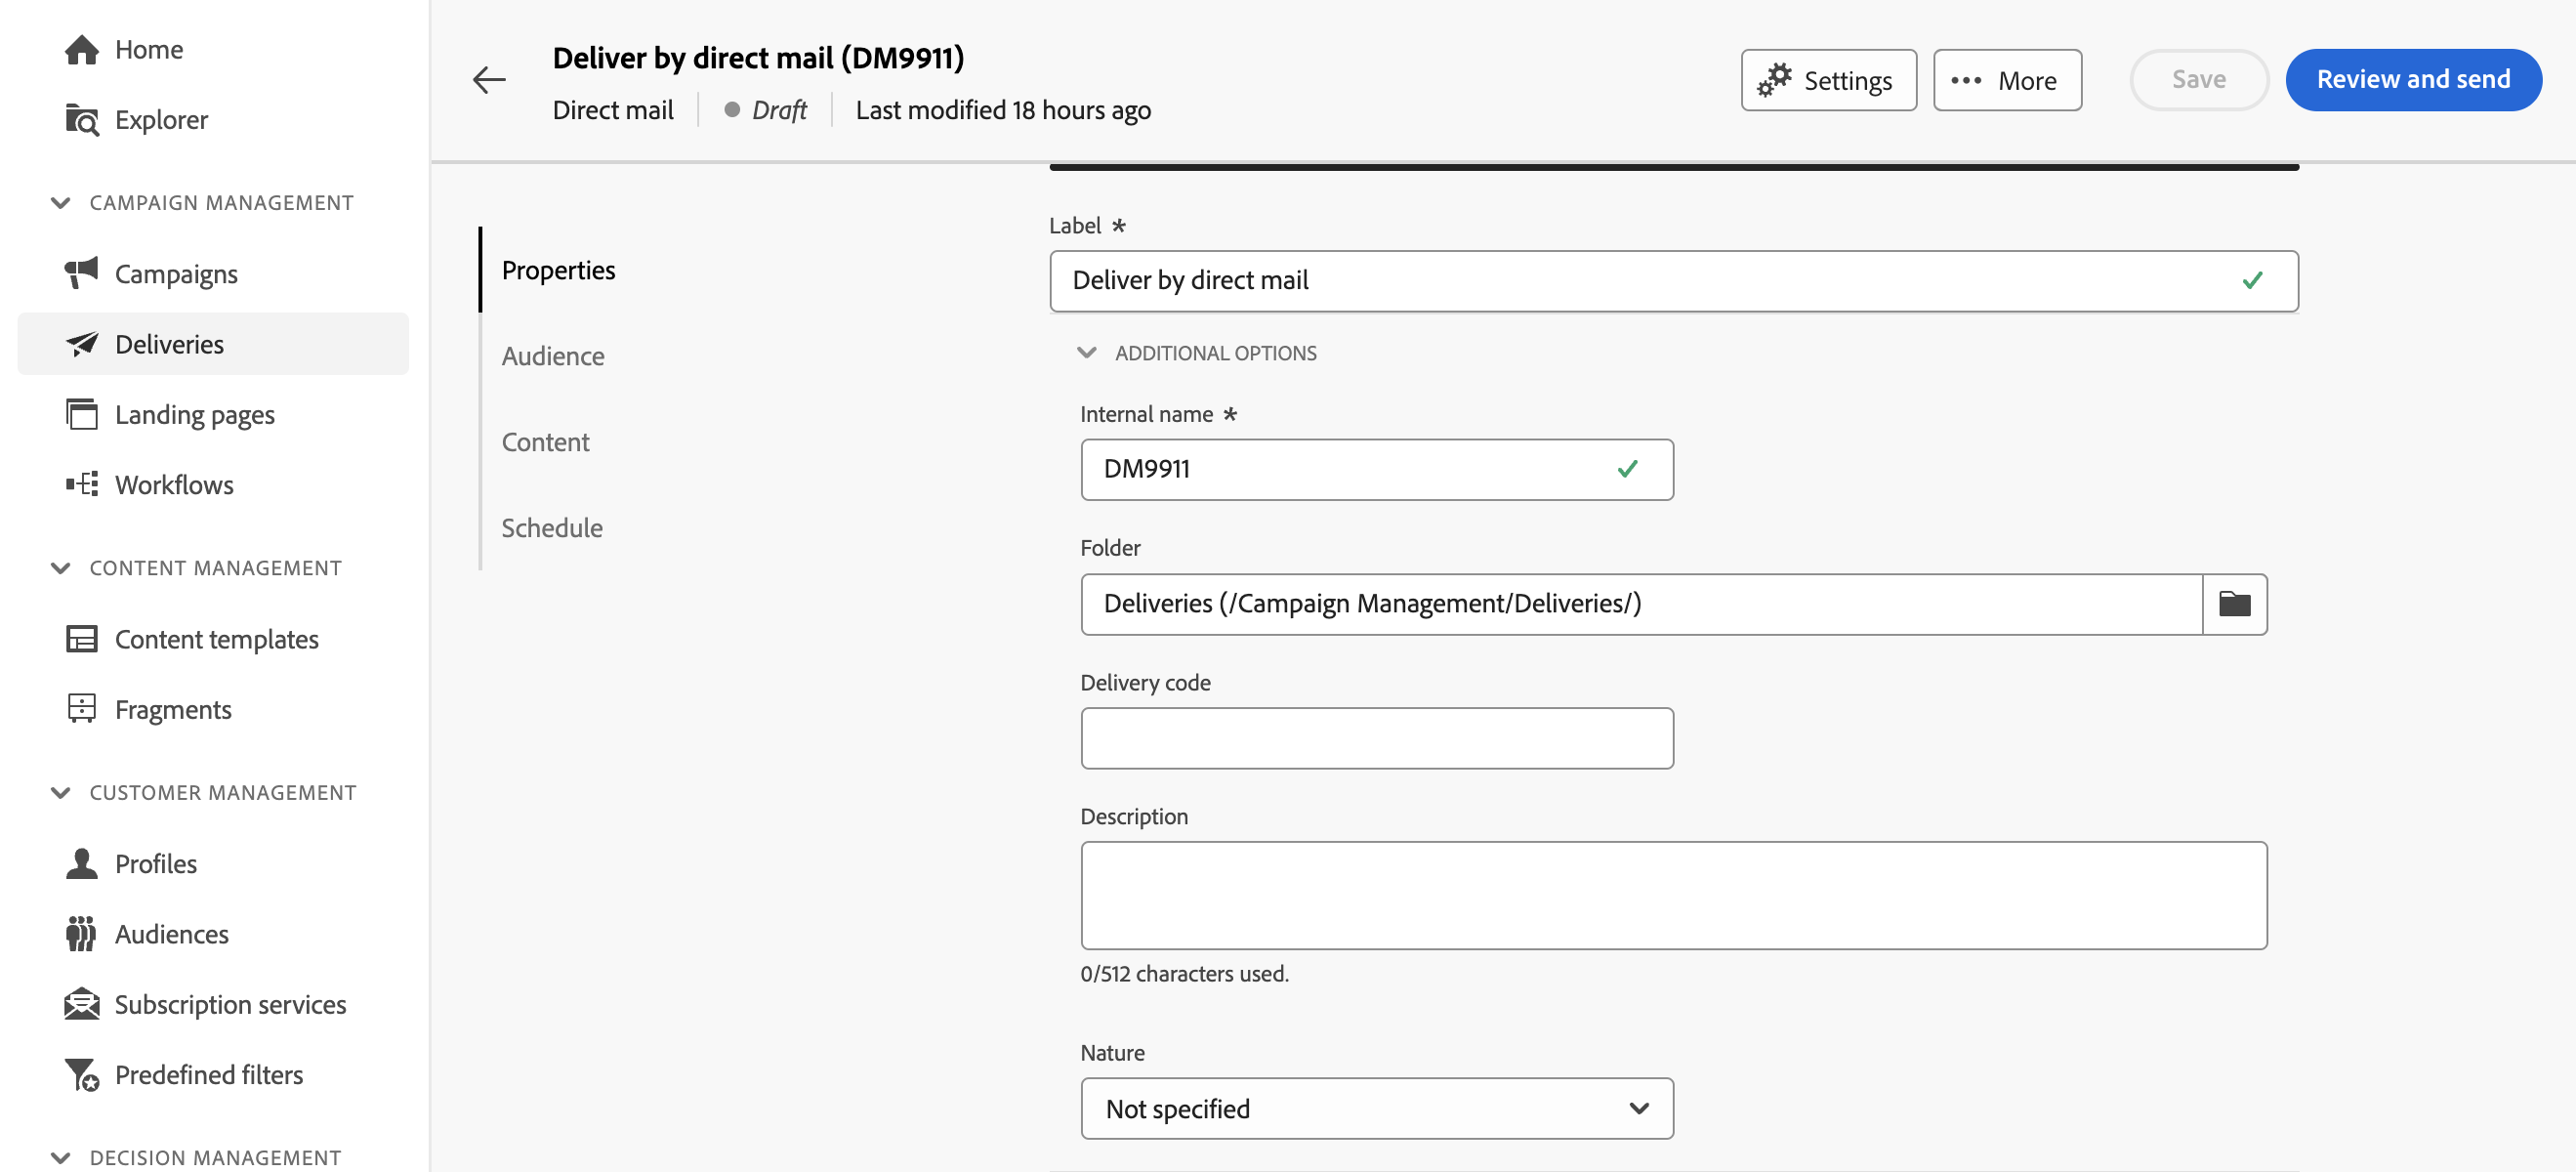 Home
Explorer
CAMPAIGN MANAGEMENT
Campaigns
Deliveries
Landing pages
Workflows
CONTENT MANAGEMENT
Content templates
Fragments
CUSTOMER MANAGEMENT
Profiles
Audiences
Subscription services
Predefined filters
DECISION MANAGEMENT
Deliver by direct mail (DM9911)
Direct mail
Draft
Last modified 18 hours ago
Settings
More
Save
Review and send
Properties
Audience
Content
Schedule
Label *
Deliver by direct mail
ADDITIONAL OPTIONS
Internal name *
DM9911
Folder
Deliveries (/Campaign Management/Deliveries/)
Delivery code
Description
0/512 characters used.
Nature
Not specified